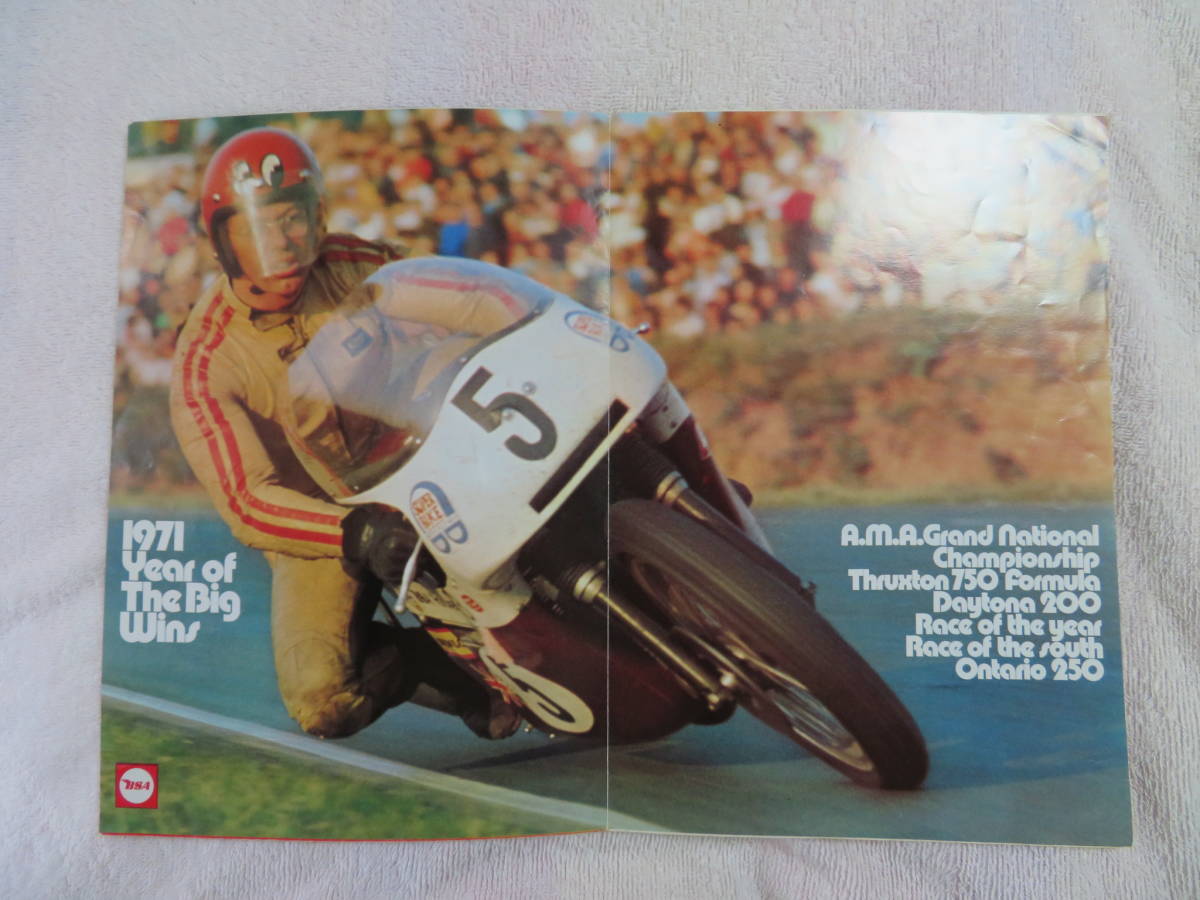 1971
Year of
The Big
Wins
A.M.A. Grand National
Championship
Thruxton 750 Formula
Daytona 200
Race of the year
Race of the south
Ontario 250
5
BSA